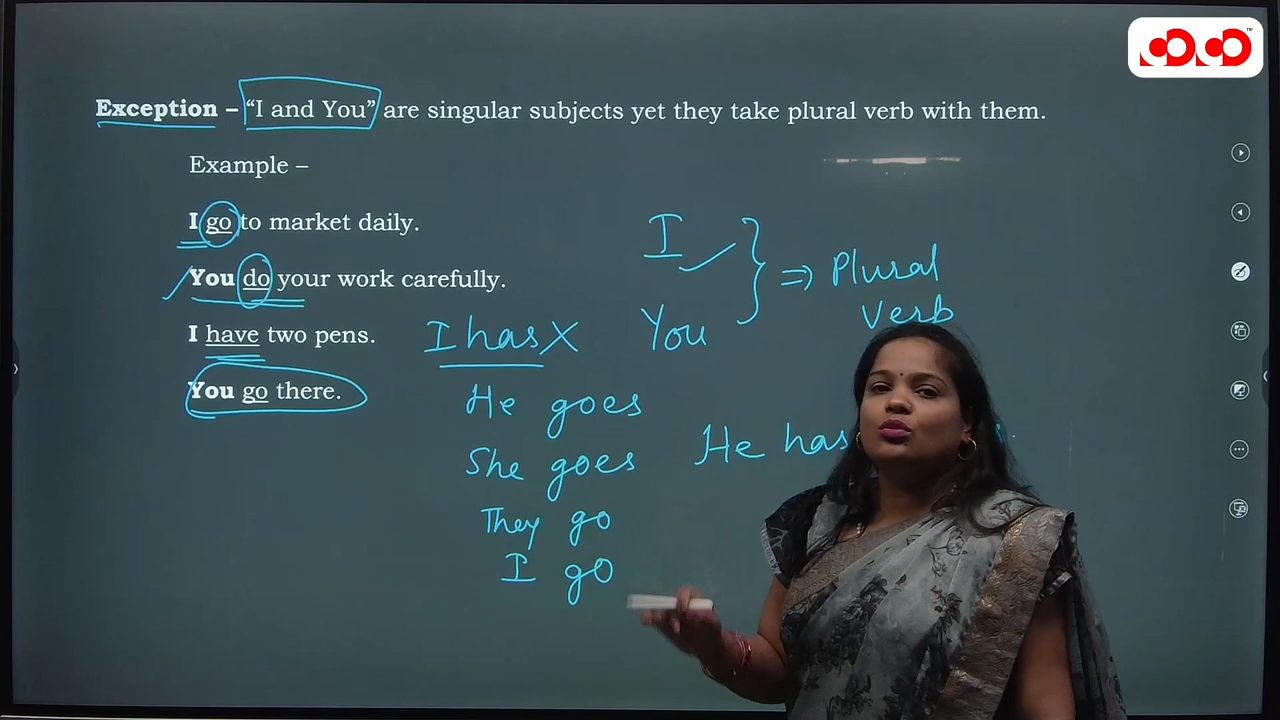 Exception – "I and You" are singular subjects yet they take plural verb with them.
Example –
I go to market daily.
You do your work carefully.
I have two pens.
You go there.
I
You
⇒ Plural
Verb
I has X
He goes
She goes
They go
I go
He has